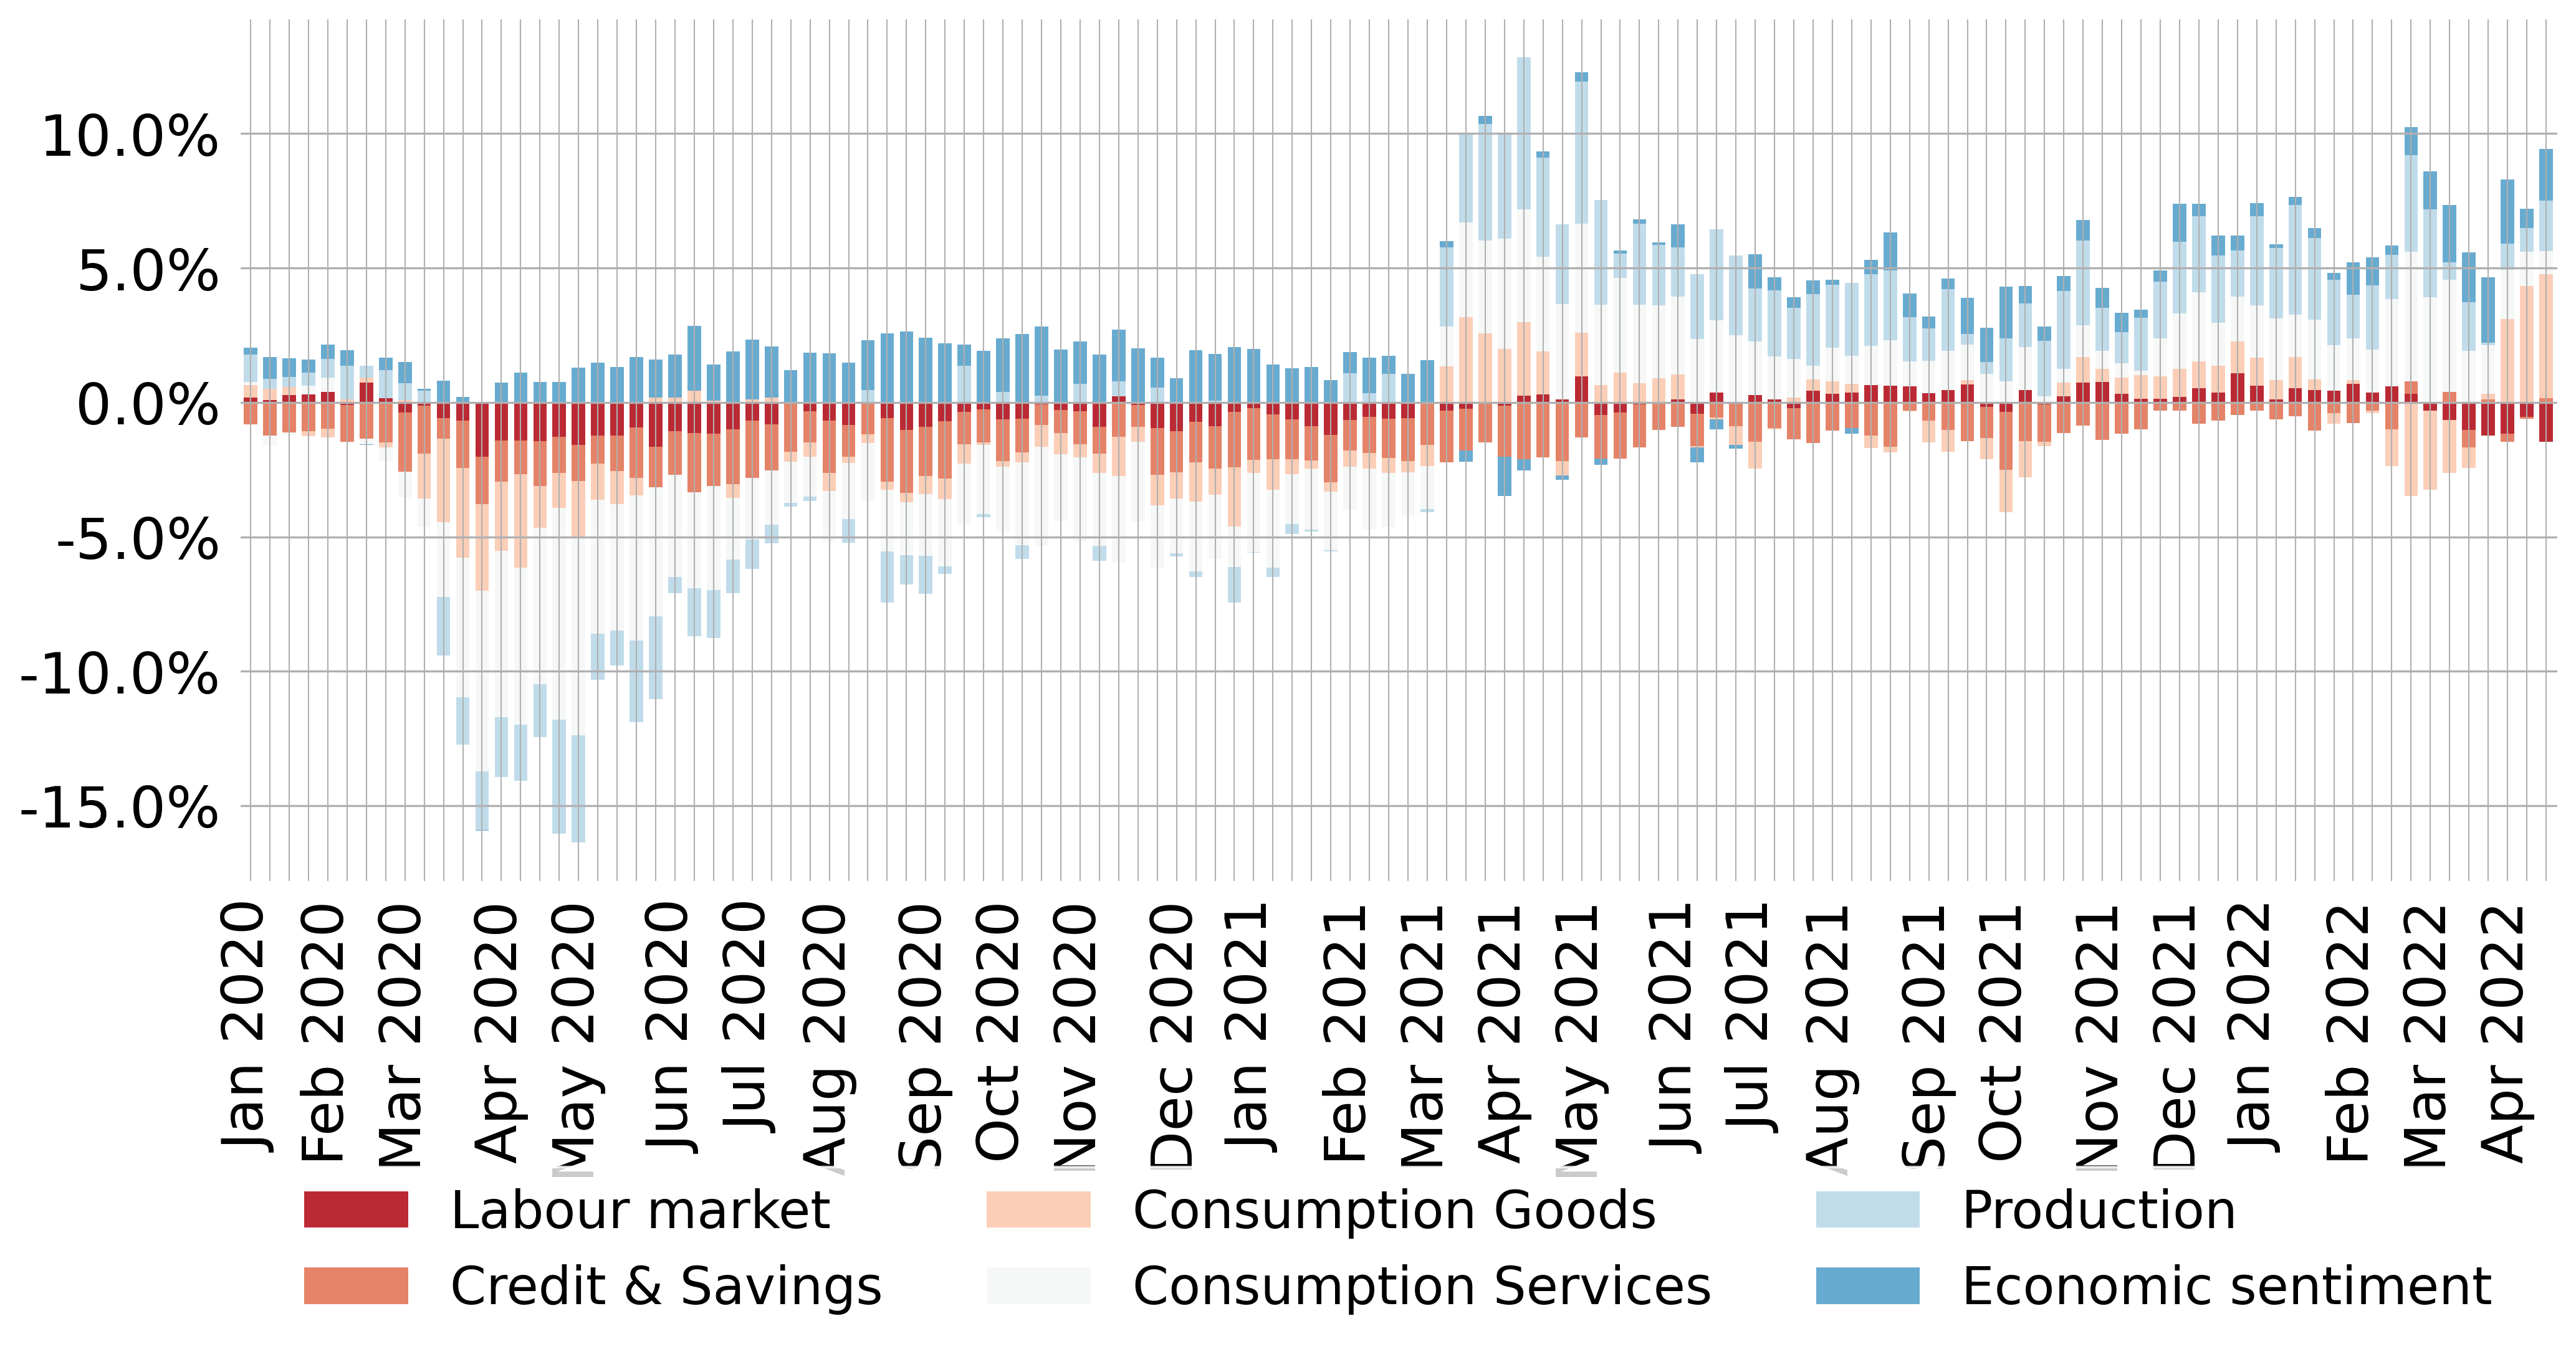 10.0%
5.0%
0.0%
-5.0%
-10.0%
-15.0%
Jan 2020
Feb 2020
Mar 2020
Apr 2020
May 2020
Jun 2020
Jul 2020
Aug 2020
Sep 2020
Oct 2020
Nov 2020
Dec 2020
Jan 2021
Feb 2021
Mar 2021
Apr 2021
May 2021
Jun 2021
Jul 2021
Aug 2021
Sep 2021
Oct 2021
Nov 2021
Dec 2021
Jan 2022
Feb 2022
Mar 2022
Apr 2022
Labour market
Credit & Savings
Consumption Goods
Consumption Services
Production
Economic sentiment